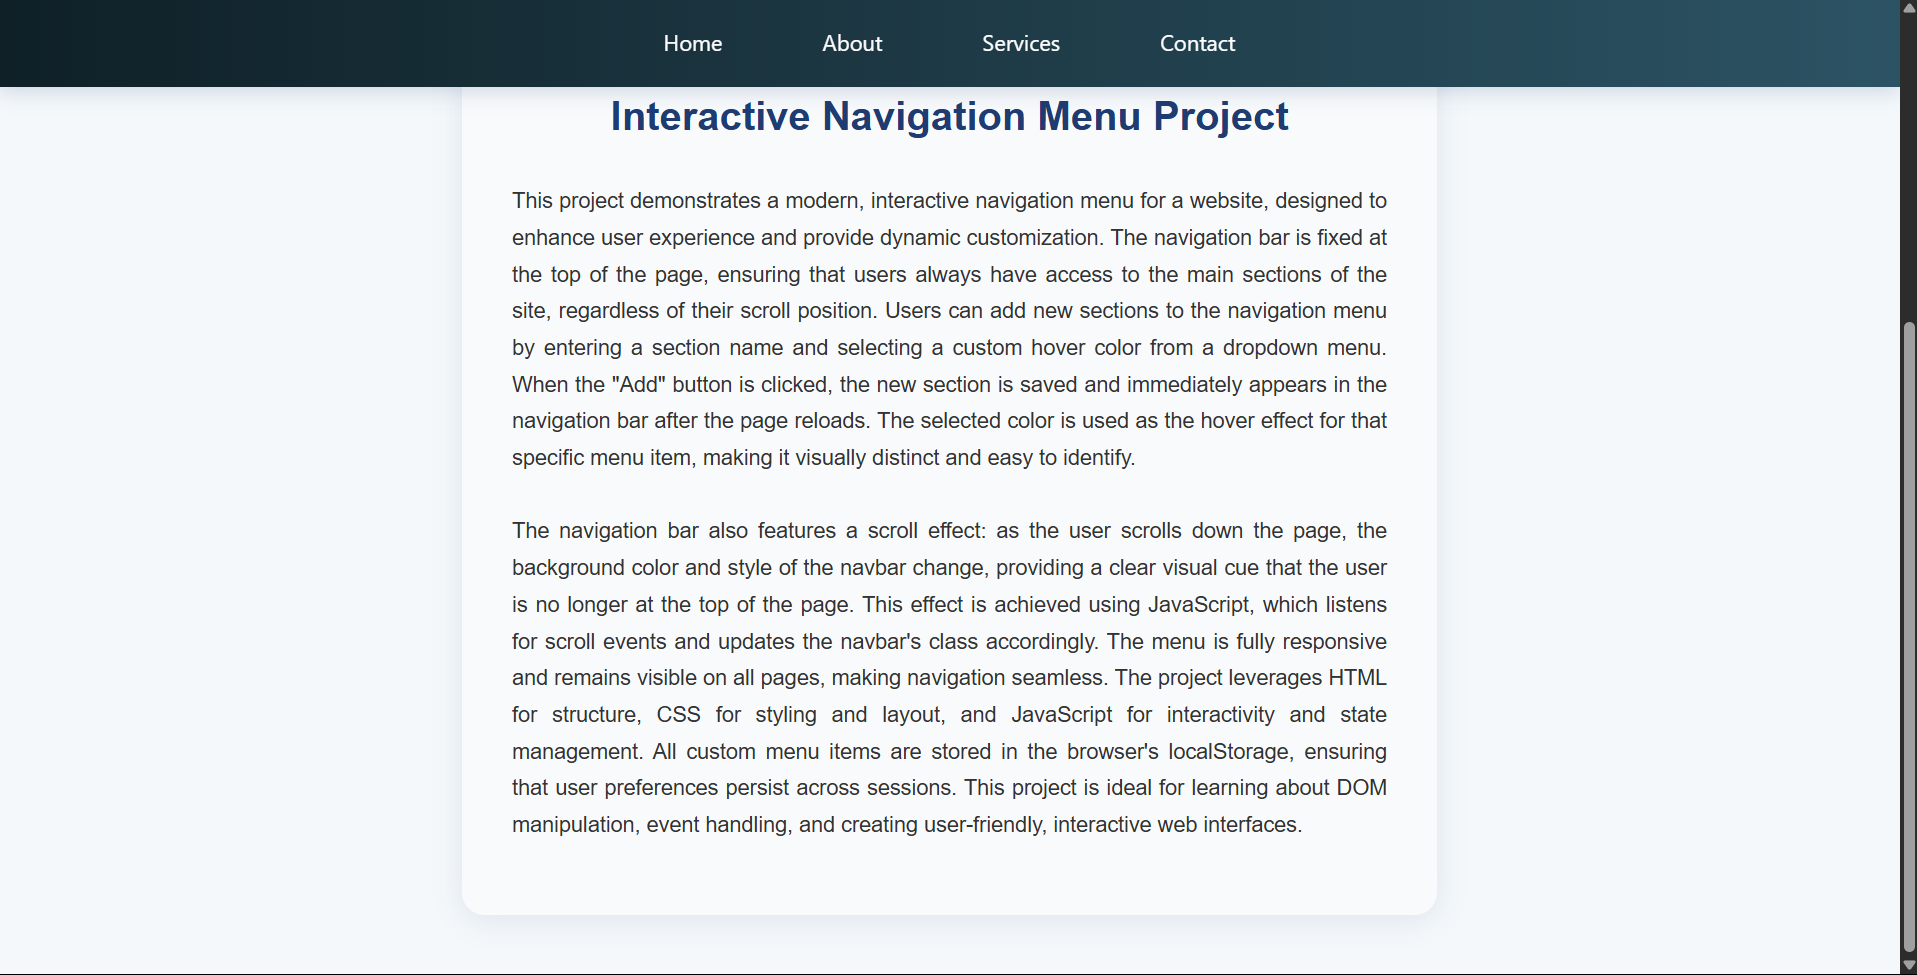 Home About Services Contact
Interactive Navigation Menu Project
This project demonstrates a modern, interactive navigation menu for a website, designed to
enhance user experience and provide dynamic customization. The navigation bar is fixed at
the top of the page, ensuring that users always have access to the main sections of the
site, regardless of their scroll position. Users can add new sections to the navigation menu
by entering a section name and selecting a custom hover color from a dropdown menu.
When the "Add" button is clicked, the new section is saved and immediately appears in the
navigation bar after the page reloads. The selected color is used as the hover effect for that
specific menu item, making it visually distinct and easy to identify.
The navigation bar also features a scroll effect: as the user scrolls down the page, the
background color and style of the navbar change, providing a clear visual cue that the user
is no longer at the top of the page. This effect is achieved using JavaScript, which listens
for scroll events and updates the navbar's class accordingly. The menu is fully responsive
and remains visible on all pages, making navigation seamless. The project leverages HTML
for structure, CSS for styling and layout, and JavaScript for interactivity and state
management. All custom menu items are stored in the browser's localStorage, ensuring
that user preferences persist across sessions. This project is ideal for learning about DOM
manipulation, event handling, and creating user-friendly, interactive web interfaces.